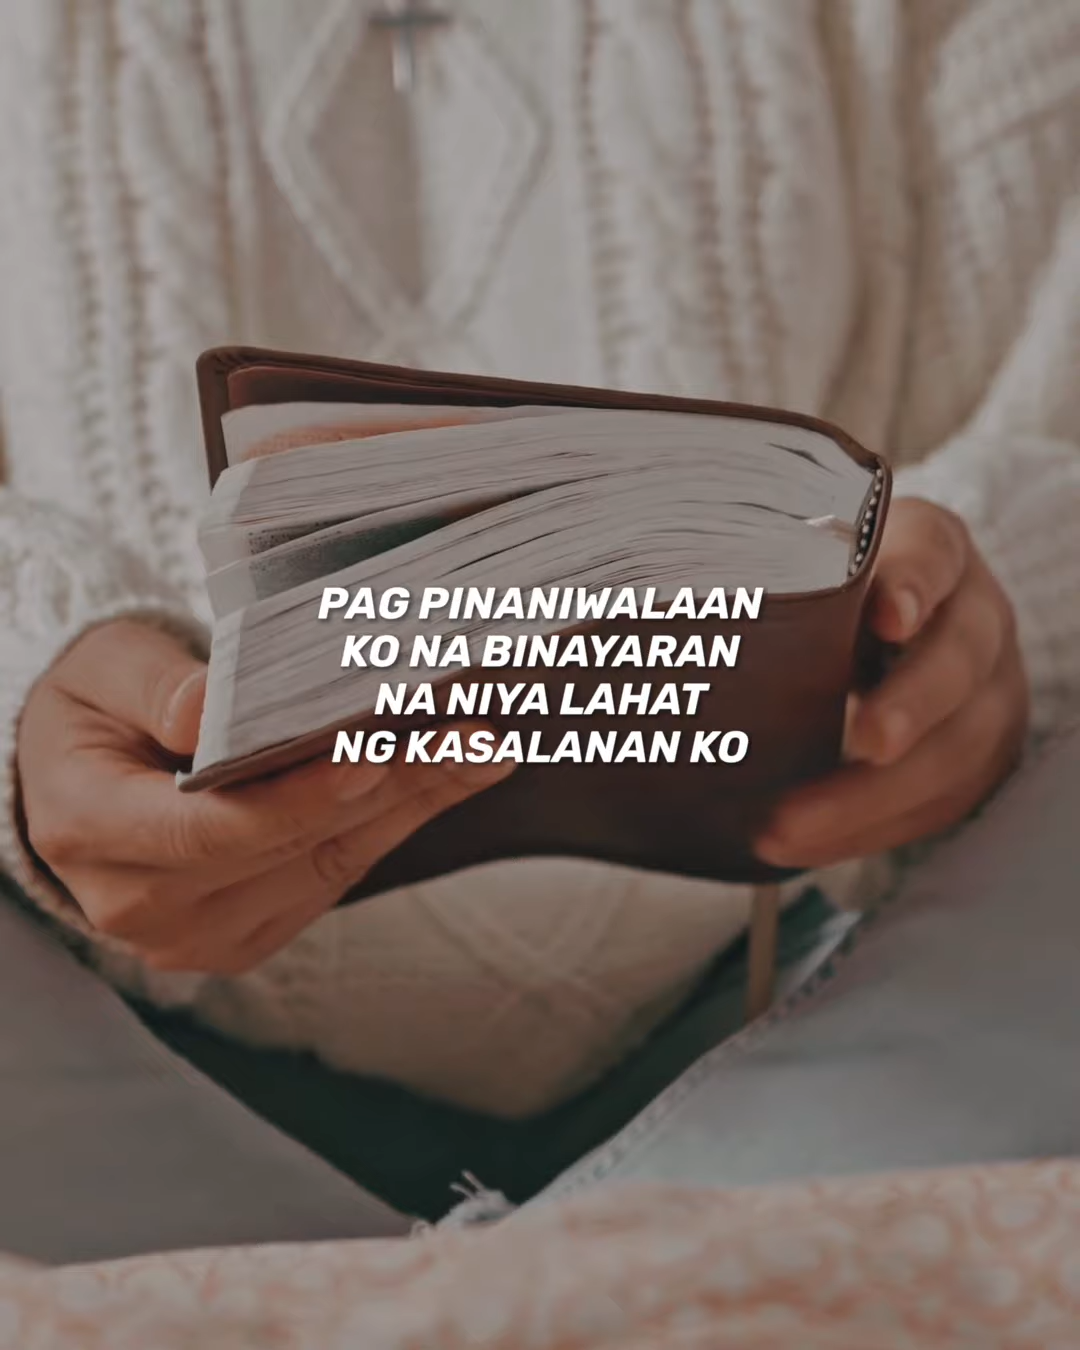 PAG PINANIWALAAN
KO NA BINAYARAN
NA NIYA LAHAT
NG KASALANAN KO